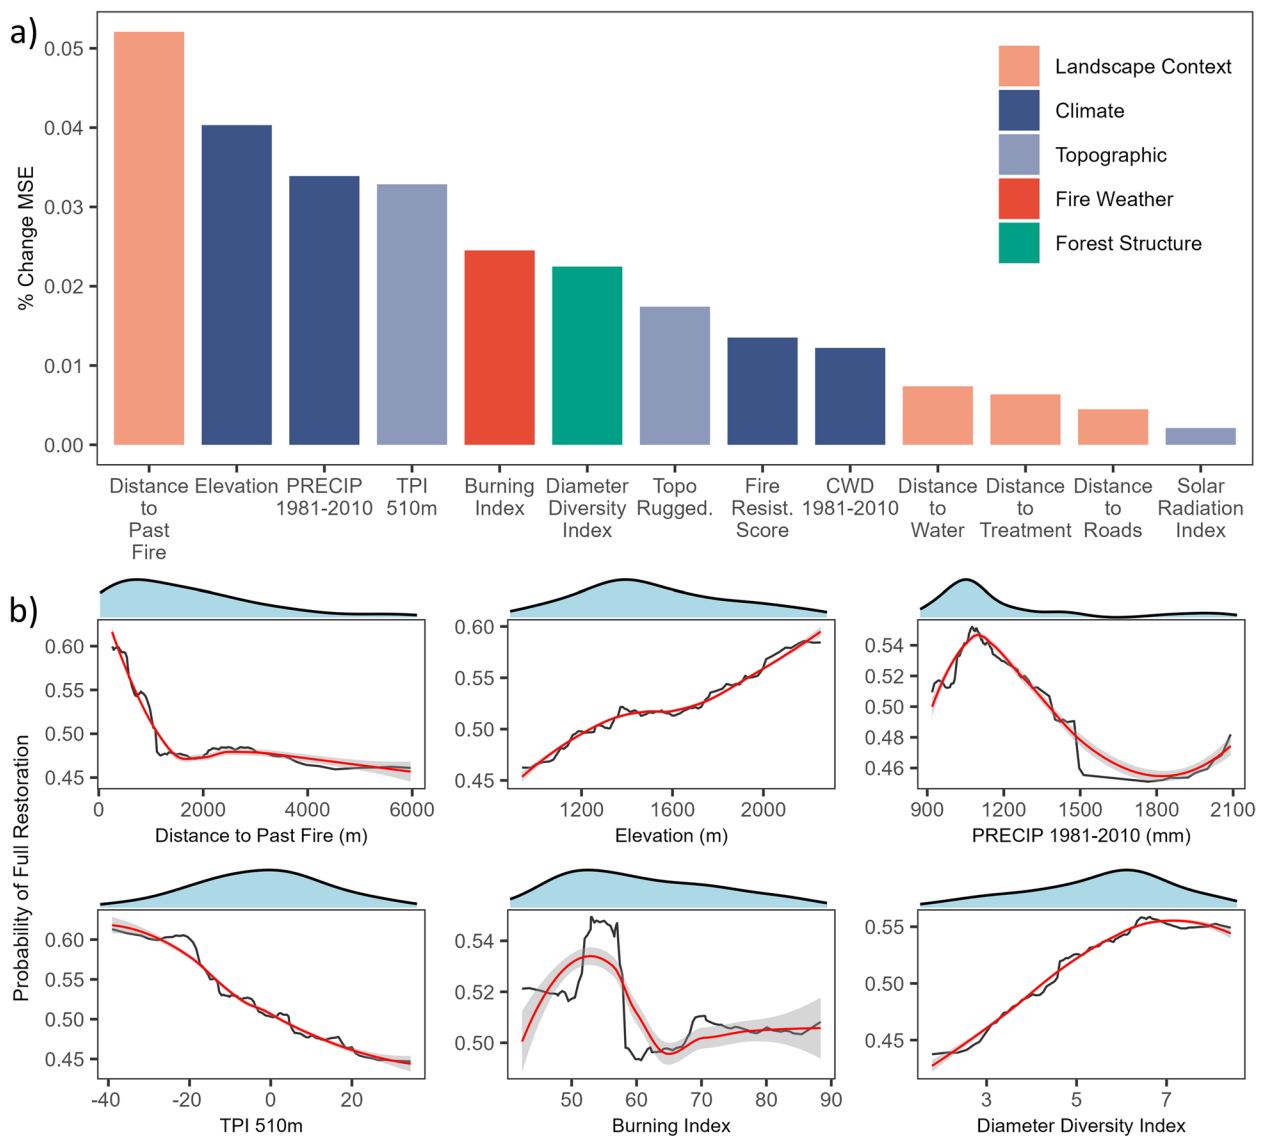 a)
% Change MSE
0.05
0.04
0.03
0.02
0.01
0.00
Landscape Context
Climate
Topographic
Fire Weather
Forest Structure
Distance
to
Past
Fire
Elevation
PRECIP
1981-2010
TPI
510m
Burning
Index
Diameter
Diversity
Index
Topo
Rugged.
Fire
Resist.
Score
CWD
1981-2010
Distance
to
Water
Distance
to
Treatment
Distance
to
Roads
Solar
Radiation
Index
b)
Probability of Full Restoration
0.60
0.55
0.50
0.45
0 2000 4000 6000
Distance to Past Fire (m)
0.60
0.55
0.50
0.45
1200 1600 2000
Elevation (m)
0.54
0.52
0.50
0.48
0.46
900 1200 1500 1800 2100
PRECIP 1981-2010 (mm)
0.60
0.55
0.50
0.45
-40 -20 0 20
TPI 510m
0.54
0.52
0.50
50 60 70 80 90
Burning Index
0.55
0.50
0.45
3 5 7
Diameter Diversity Index